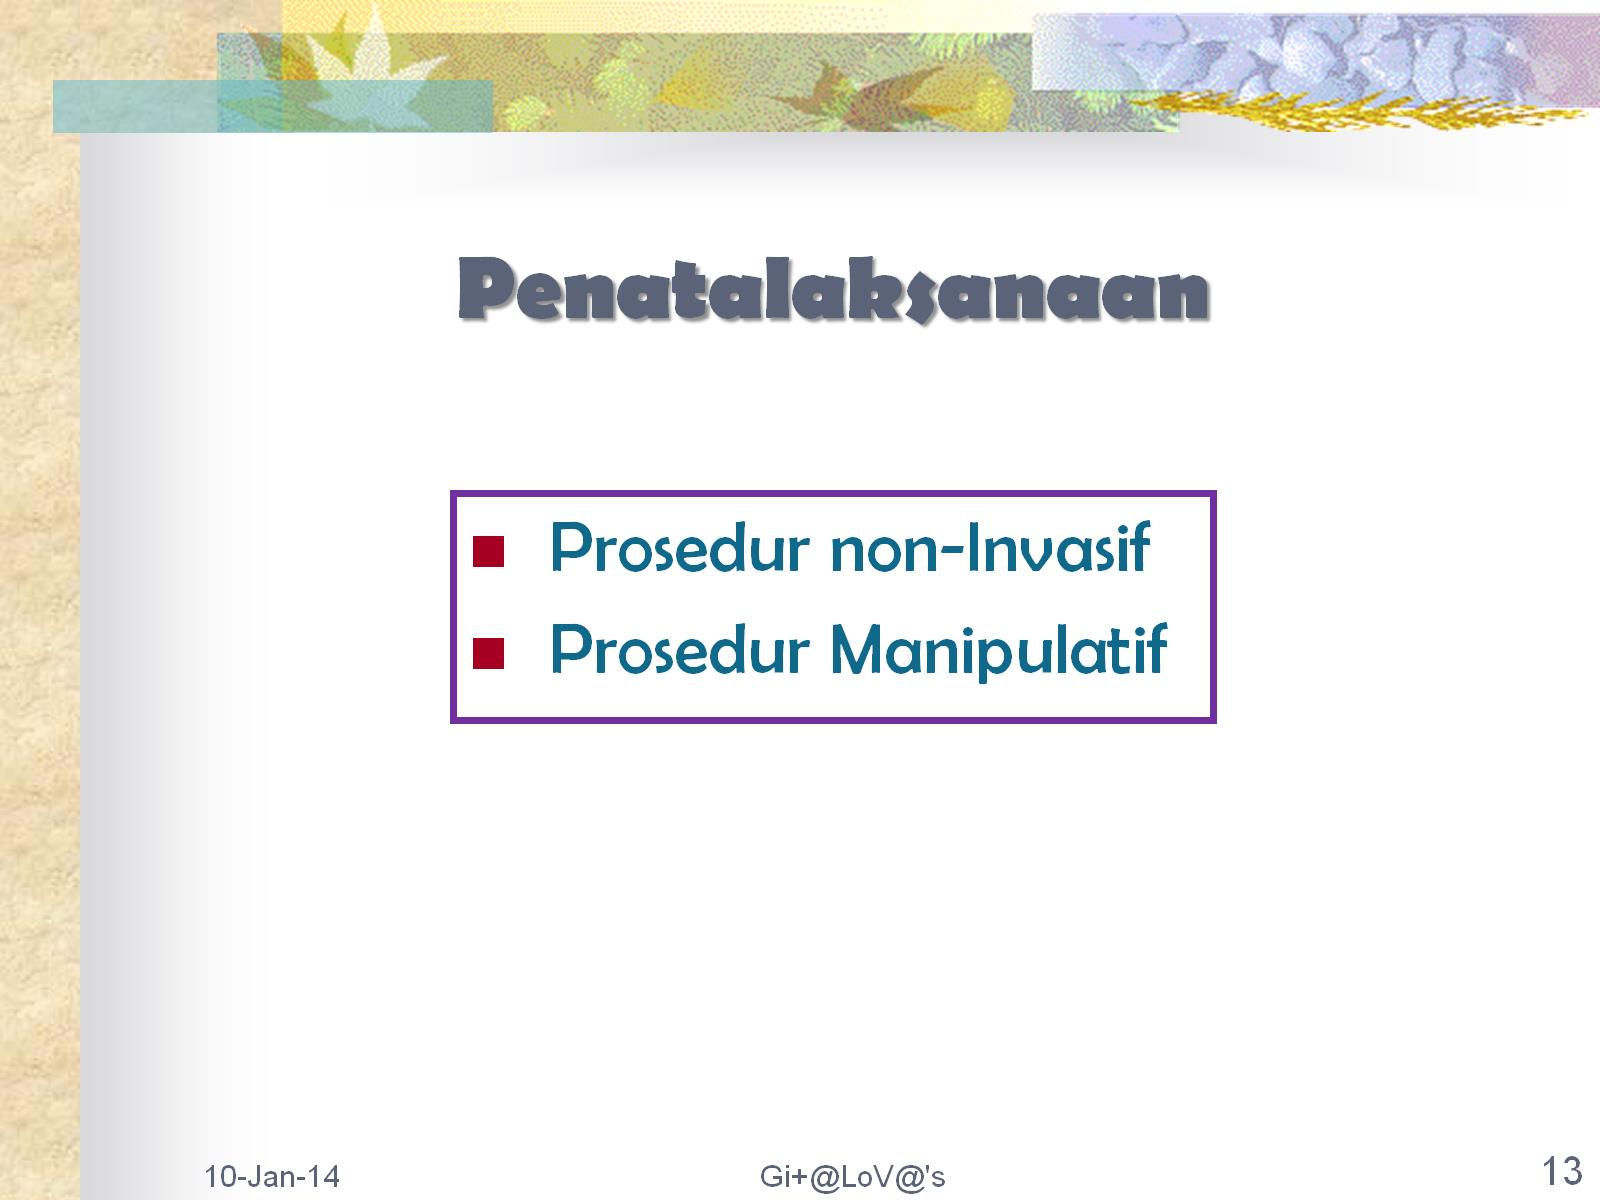 Penatalaksanaan
Prosedur non-Invasif
Prosedur Manipulatif
10-Jan-14
Gi+@LoV@'s
13